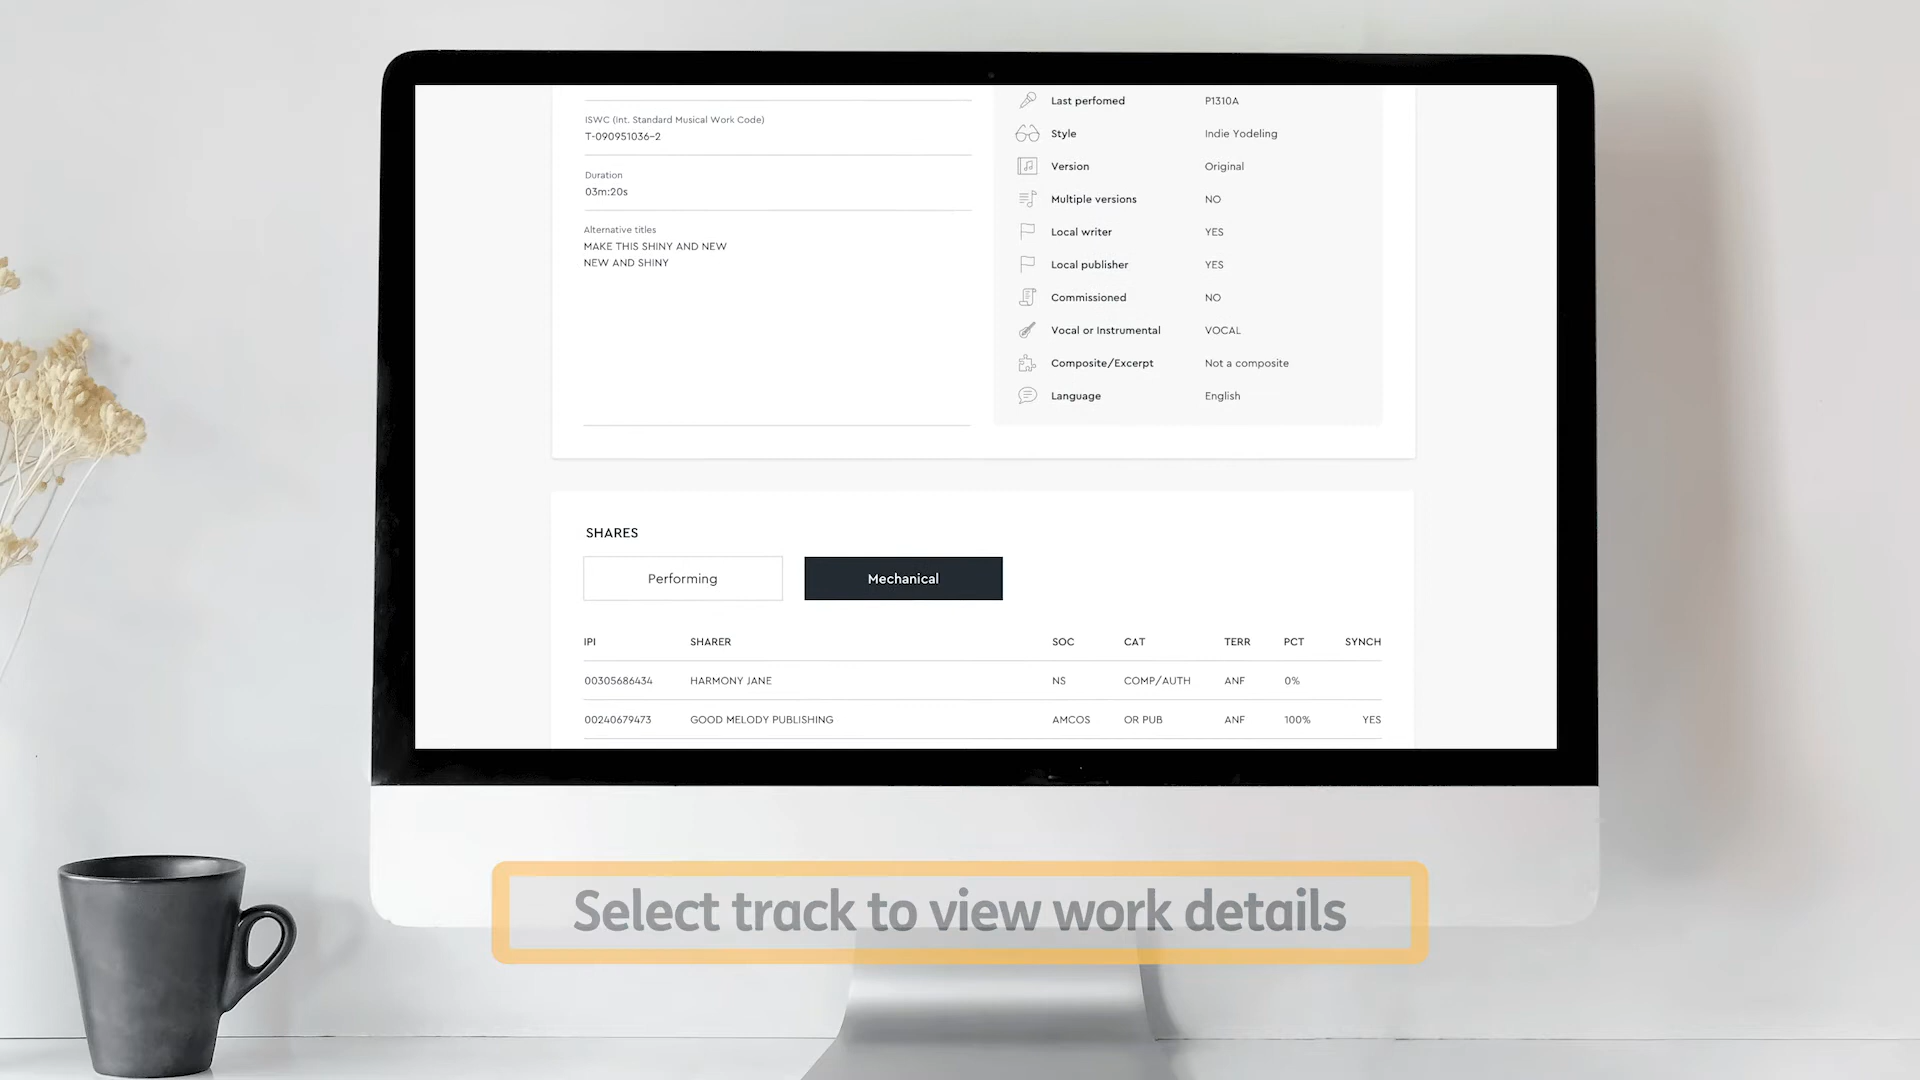 ISWC (Int. Standard Musical Work Code)
T-090951036-2
Duration
03m:20s
Alternative titles
MAKE THIS SHINY AND NEW
NEW AND SHINY
Last perfomed P1310A
Style Indie Yodeling
Version Original
Multiple versions NO
Local writer YES
Local publisher YES
Commissioned NO
Vocal or Instrumental VOCAL
Composite/Excerpt Not a composite
Language English
SHARES
Performing Mechanical
IPI SHARER SOC CAT TERR PCT SYNCH
00305686434 HARMONY JANE NS COMP/AUTH ANF 0%
00240679473 GOOD MELODY PUBLISHING AMCOS OR PUB ANF 100% YES
Select track to view work details